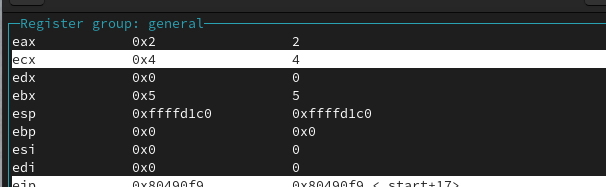 Register group: general
eax 0x2 2
ecx 0x4 4
edx 0x0 0
ebx 0x5 5
esp 0xffffd1c0 0xffffd1c0
ebp 0x0 0x0
esi 0x0 0
edi 0x0 0
eip 0x80490f9 0x80490f9 <_start+17>